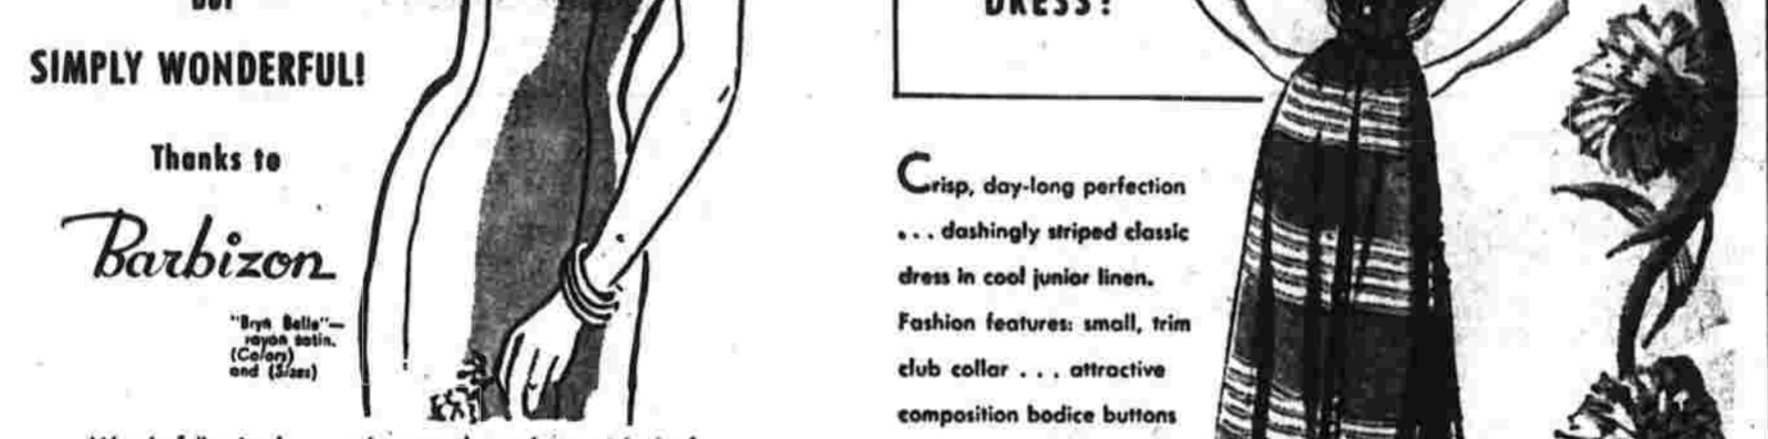 BUT
SIMPLY WONDERFUL!
Thanks to
Barbizon
"Bryn Belle"—
rayon satin.
(Colors)
and (Sizes)
DRESS?
Crisp, day-long perfection
... dashingly striped classic
dress in cool junior linen.
Fashion features: small, trim
club collar . . . attractive
composition bodice buttons